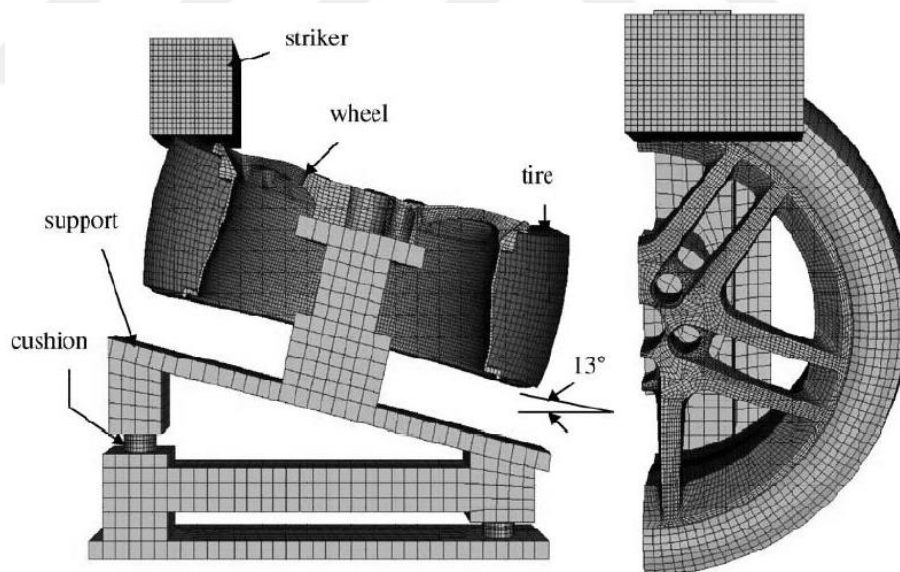 striker
wheel
tire
support
cushion
13°